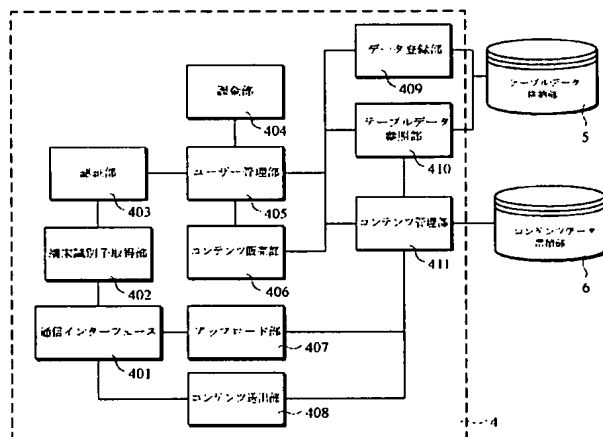 データ登録部
409
テーブルデータ
格納部
5
課金部
404
テーブルデータ
参照部
410
認証部
403
ユーザー管理部
405
コンテンツ管理部
411
コンテンツデータ
蓄積部
6
端末識別子取得部
402
コンテンツ販売部
406
通信インターフェース
401
アップロード部
407
コンテンツ送出部
408
4